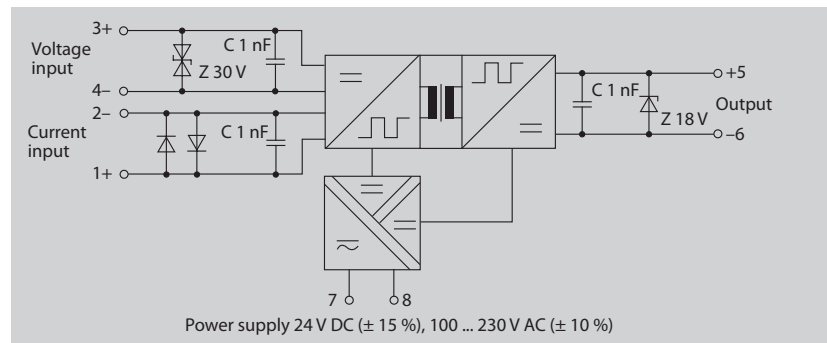 3+
Voltage
input
C 1 nF
Z 30 V
4–
2–
Current
input
C 1 nF
1+
+5
C 1 nF
Output
Z 18 V
–6
7
8
Power supply 24 V DC (± 15 %), 100 ... 230 V AC (± 10 %)